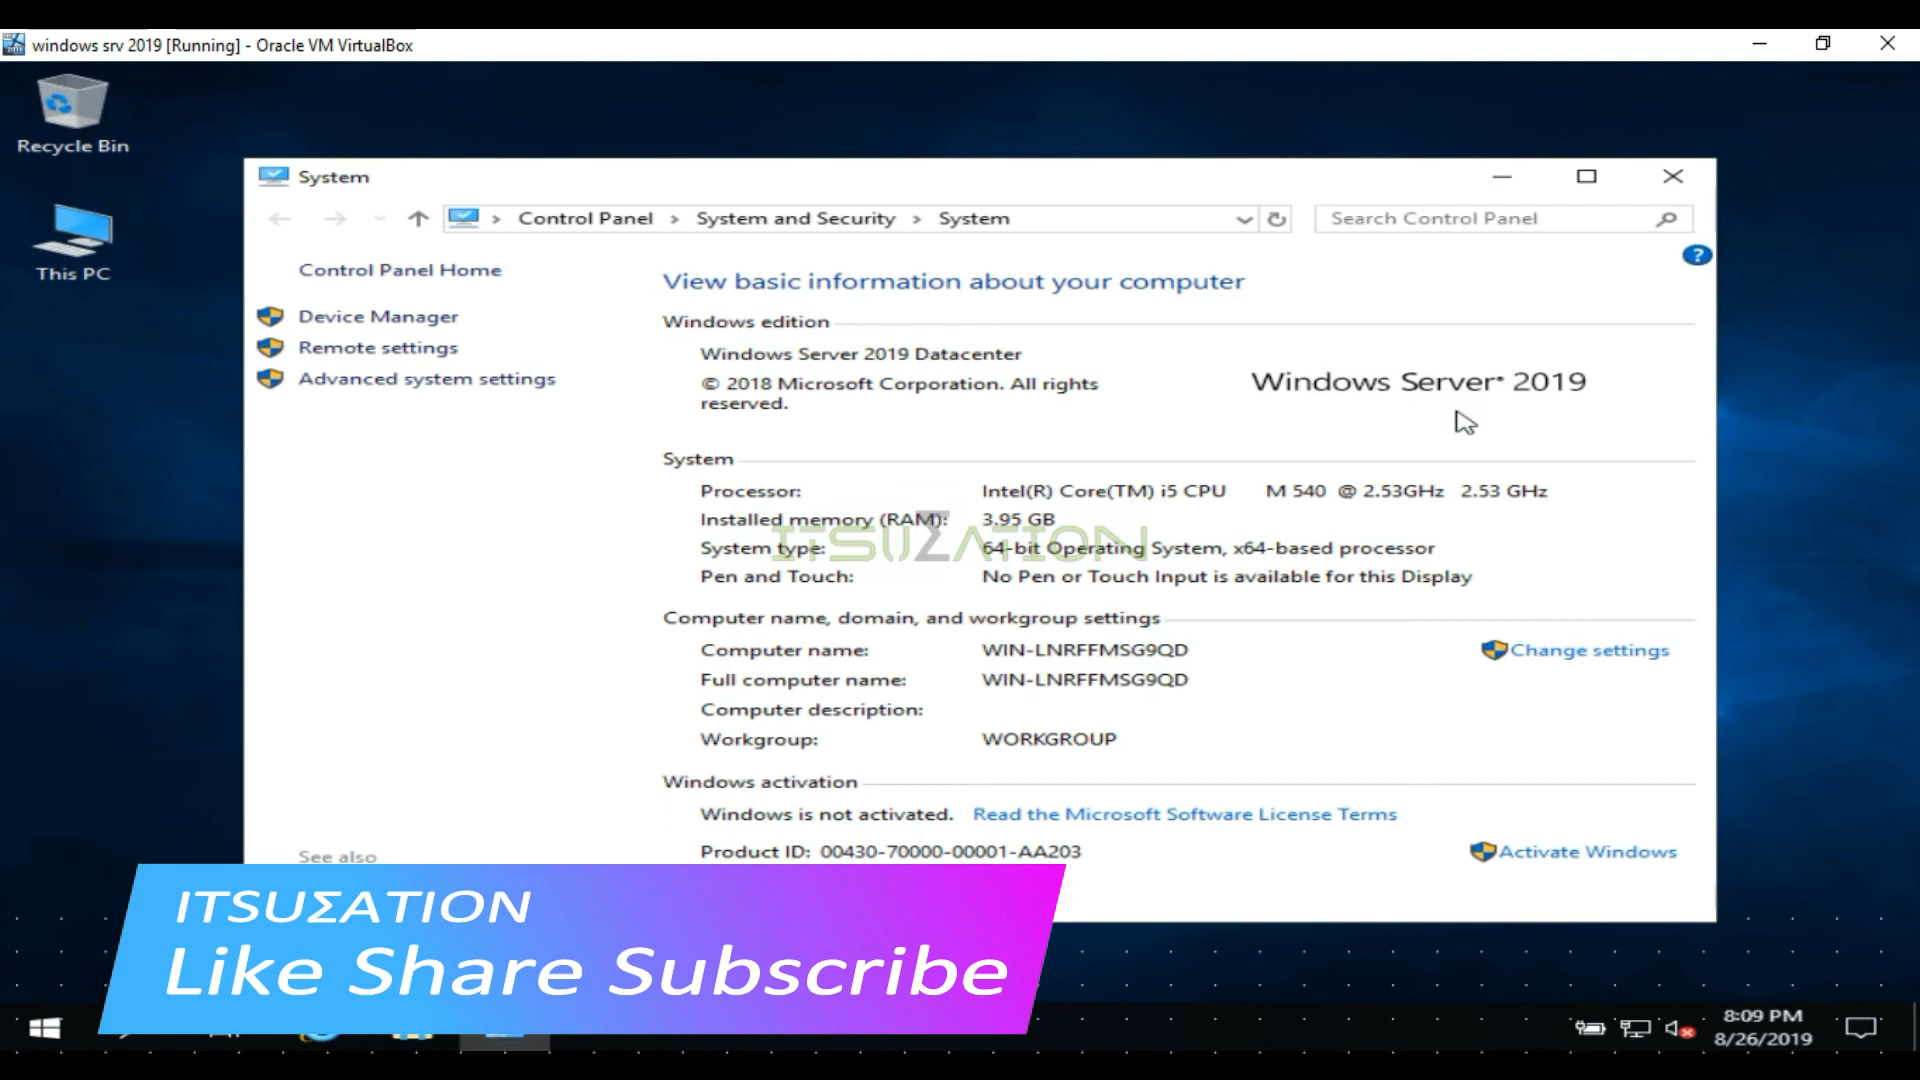 windows srv 2019 [Running] - Oracle VM VirtualBox
Recycle Bin
This PC
System
Control Panel > System and Security > System
Search Control Panel
?
Control Panel Home
Device Manager
Remote settings
Advanced system settings
See also
View basic information about your computer
Windows edition
Windows Server 2019 Datacenter
© 2018 Microsoft Corporation. All rights
reserved.
Windows Server® 2019
System
Processor: Intel(R) Core(TM) i5 CPU M 540 @ 2.53GHz 2.53 GHz
Installed memory (RAM): 3.95 GB
ITSUΣATION
System type: 64-bit Operating System, x64-based processor
Pen and Touch: No Pen or Touch Input is available for this Display
Computer name, domain, and workgroup settings
Computer name: WIN-LNRFFMSG9QD
Change settings
Full computer name: WIN-LNRFFMSG9QD
Computer description:
Workgroup: WORKGROUP
Windows activation
Windows is not activated. Read the Microsoft Software License Terms
Product ID: 00430-70000-00001-AA203
Activate Windows
ITSUΣATION
Like Share Subscribe
8:09 PM
8/26/2019